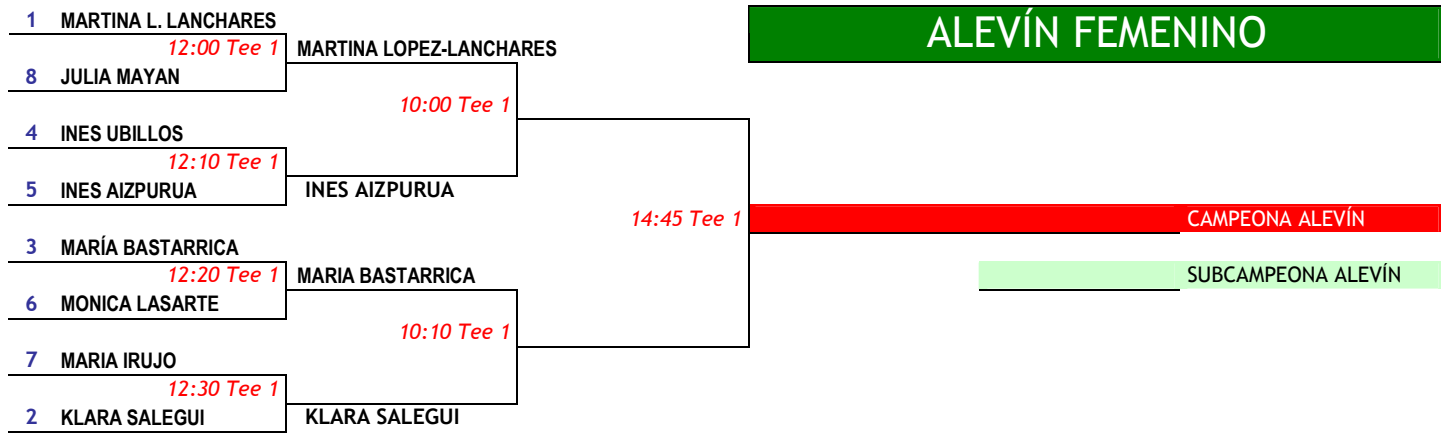 1 MARTINA L. LANCHARES
ALEVÍN FEMENINO
12:00 Tee 1 MARTINA LOPEZ-LANCHARES
8 JULIA MAYAN
10:00 Tee 1
4 INES UBILLOS
12:10 Tee 1
5 INES AIZPURUA INES AIZPURUA
14:45 Tee 1 CAMPEONA ALEVÍN
3 MARÍA BASTARRICA
12:20 Tee 1 MARIA BASTARRICA
SUBCAMPEONA ALEVÍN
6 MONICA LASARTE
10:10 Tee 1
7 MARIA IRUJO
12:30 Tee 1
2 KLARA SALEGUI KLARA SALEGUI